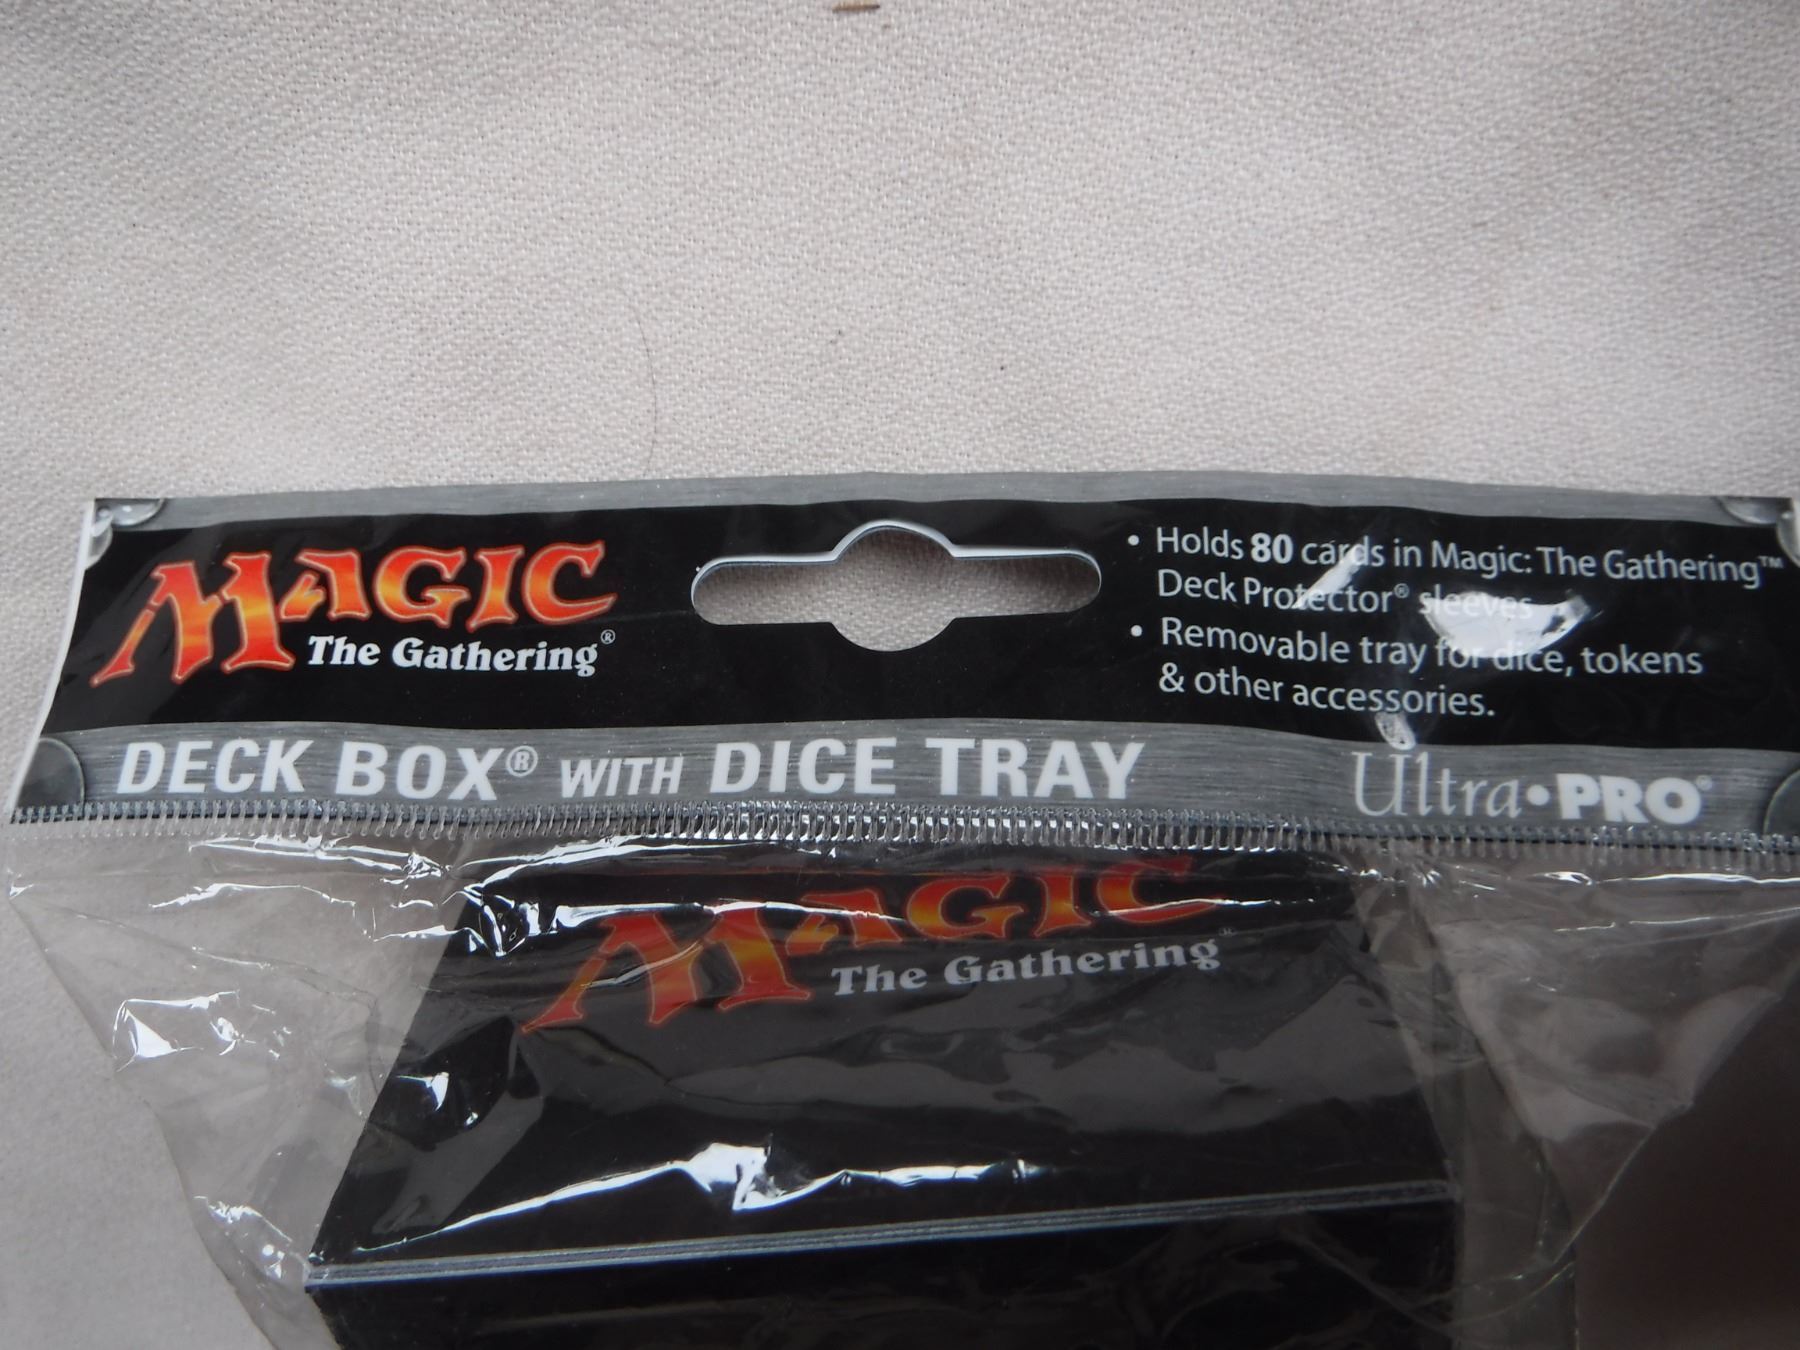 MAGIC
The Gathering®
• Holds 80 cards in Magic: The Gathering™
Deck Protector® sleeves
• Removable tray for dice, tokens
& other accessories.
DECK BOX® WITH DICE TRAY
Ultra•PRO®
MAGIC
The Gathering